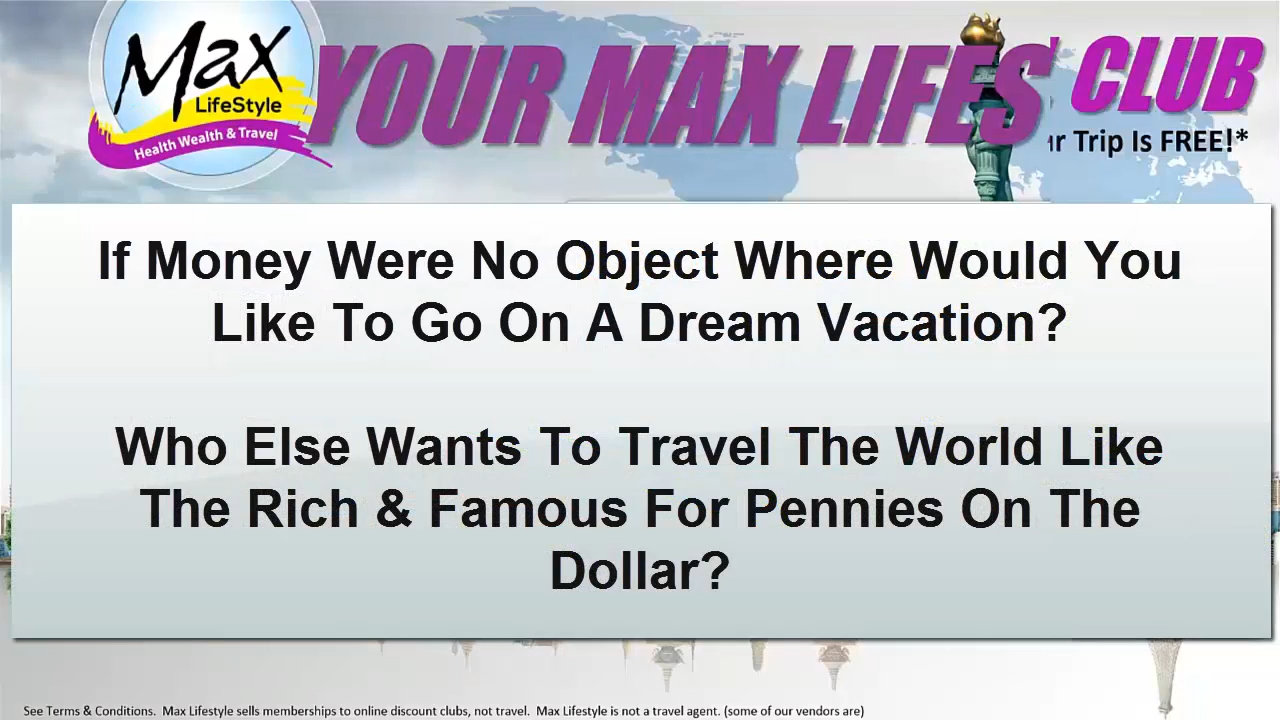 Max
LifeStyle
Health Wealth & Travel
YOUR MAX LIFES CLUB
Trip Is FREE!*
If Money Were No Object Where Would You
Like To Go On A Dream Vacation?
Who Else Wants To Travel The World Like
The Rich & Famous For Pennies On The
Dollar?
See Terms & Conditions. Max Lifestyle sells memberships to online discount clubs, not travel. Max Lifestyle is not a travel agent. (some of our vendors are)